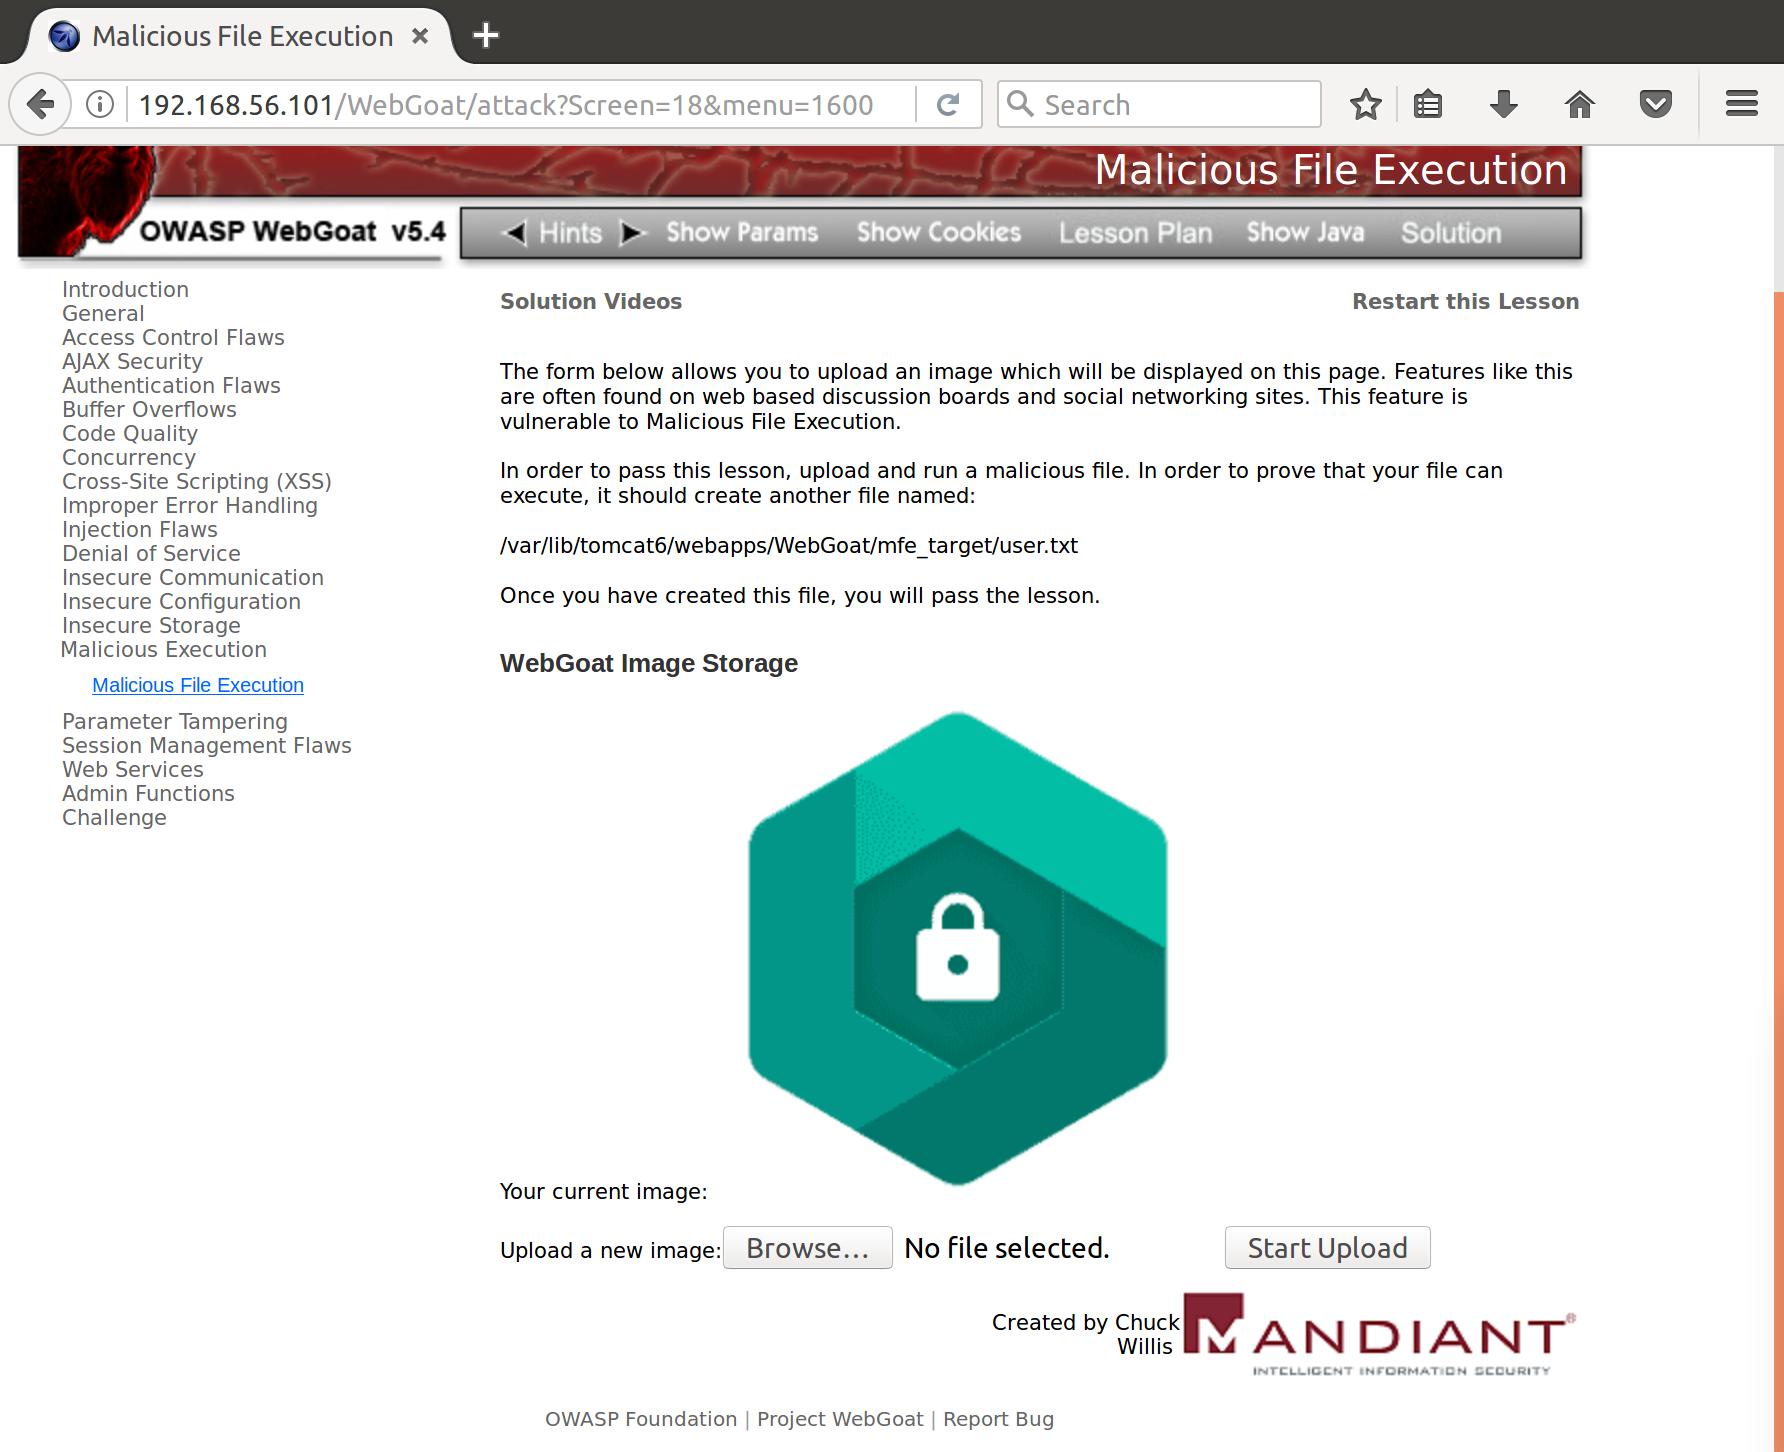 Malicious File Execution
192.168.56.101/WebGoat/attack?Screen=18&menu=1600
Search
Malicious File Execution
OWASP WebGoat v5.4
Hints
Show Params
Show Cookies
Lesson Plan
Show Java
Solution
Introduction
General
Access Control Flaws
AJAX Security
Authentication Flaws
Buffer Overflows
Code Quality
Concurrency
Cross-Site Scripting (XSS)
Improper Error Handling
Injection Flaws
Denial of Service
Insecure Communication
Insecure Configuration
Insecure Storage
Malicious Execution
Malicious File Execution
Parameter Tampering
Session Management Flaws
Web Services
Admin Functions
Challenge
Solution Videos
Restart this Lesson
The form below allows you to upload an image which will be displayed on this page. Features like this
are often found on web based discussion boards and social networking sites. This feature is
vulnerable to Malicious File Execution.
In order to pass this lesson, upload and run a malicious file. In order to prove that your file can
execute, it should create another file named:
/var/lib/tomcat6/webapps/WebGoat/mfe_target/user.txt
Once you have created this file, you will pass the lesson.
WebGoat Image Storage
Your current image:
Upload a new image: Browse... No file selected. Start Upload
Created by Chuck
Willis
MANDIANT®
INTELLIGENT INFORMATION SECURITY
OWASP Foundation | Project WebGoat | Report Bug